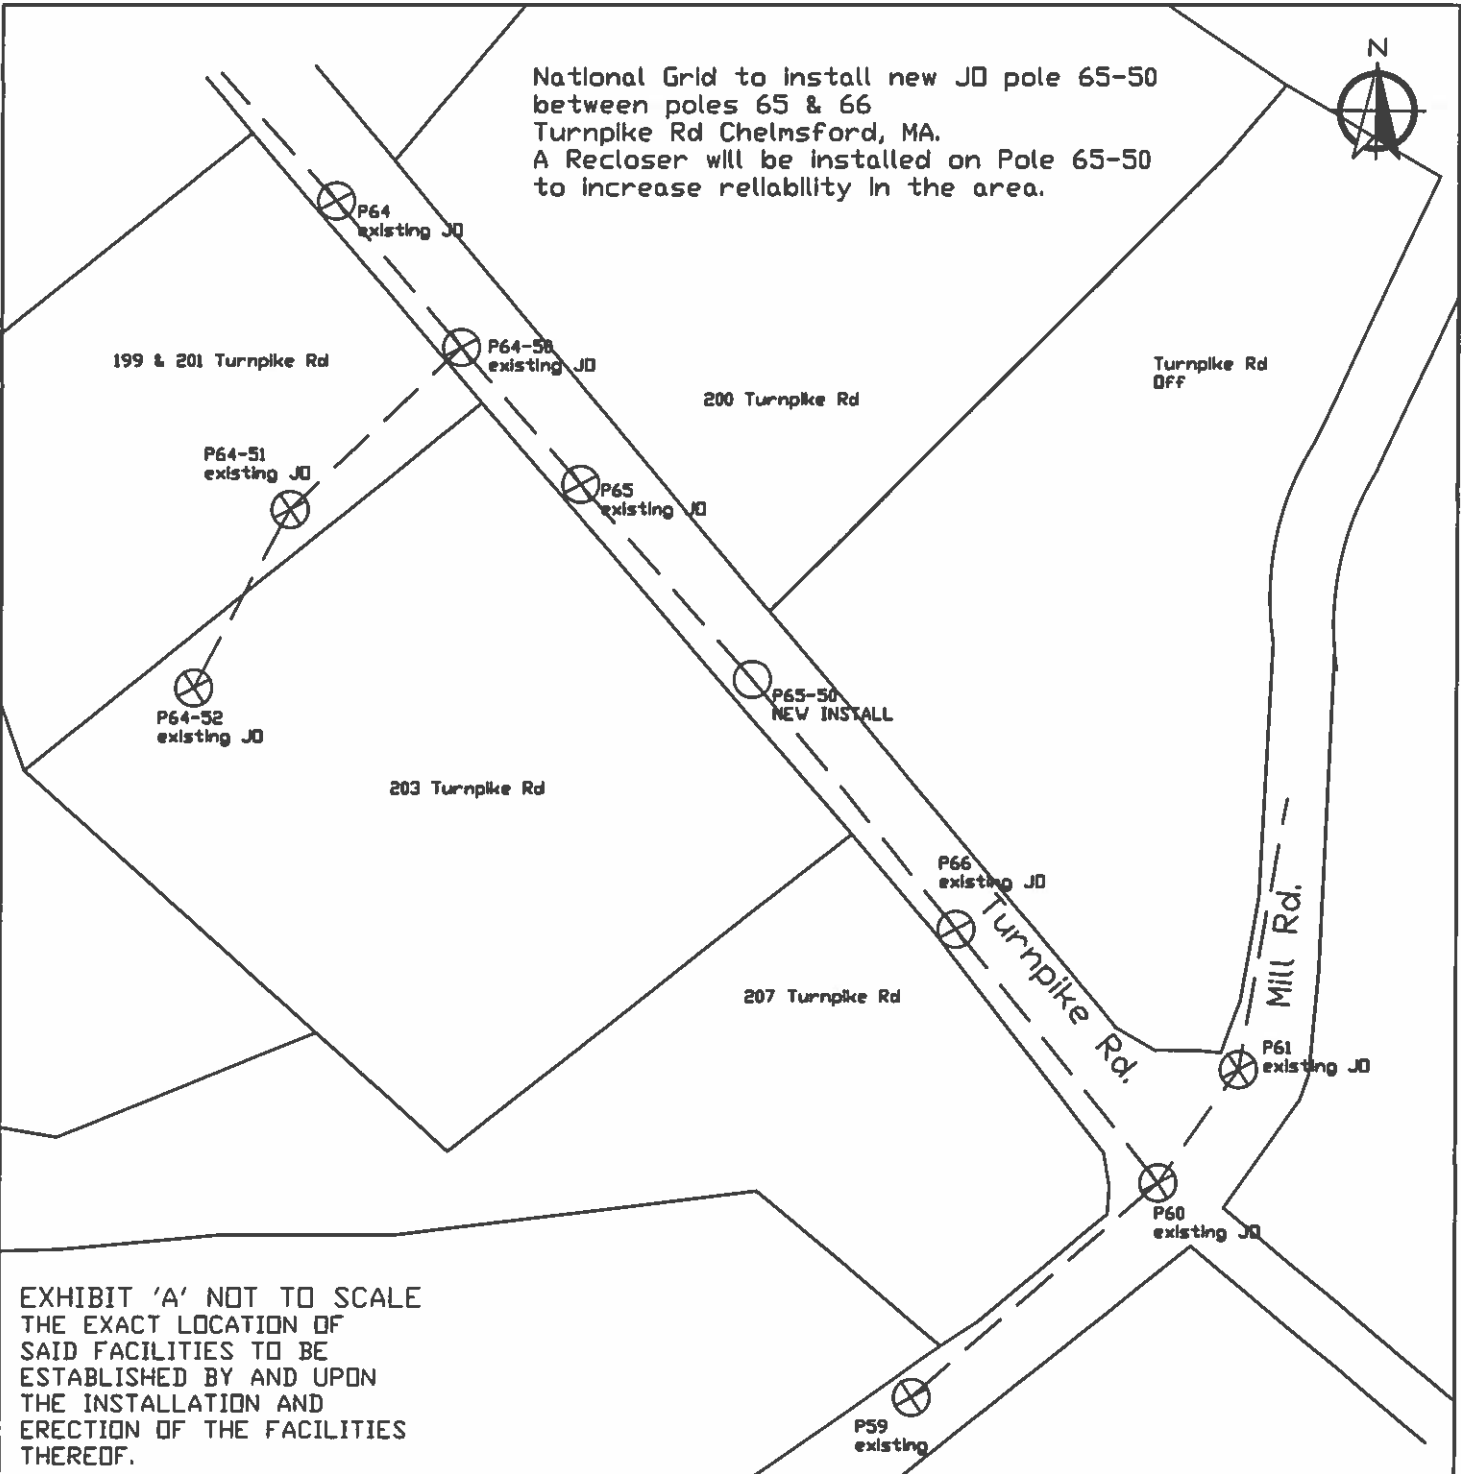 National Grid to install new JO pole 65-50
between poles 65 & 66
Turnpike Rd Chelmsford, MA.
A Recloser will be installed on Pole 65-50
to increase reliability in the area.
N
P64
existing JO
P64-50
existing JO
199 & 201 Turnpike Rd
200 Turnpike Rd
Turnpike Rd
Off
P64-51
existing JO
P65
existing JO
P65-50
NEW INSTALL
P64-52
existing JO
203 Turnpike Rd
P66
existing JO
Turnpike Rd.
Mill Rd.
207 Turnpike Rd
P61
existing JO
P60
existing JO
EXHIBIT 'A' NOT TO SCALE
THE EXACT LOCATION OF
SAID FACILITIES TO BE
ESTABLISHED BY AND UPON
THE INSTALLATION AND
ERECTION OF THE FACILITIES
THEREOF.
P59
existing